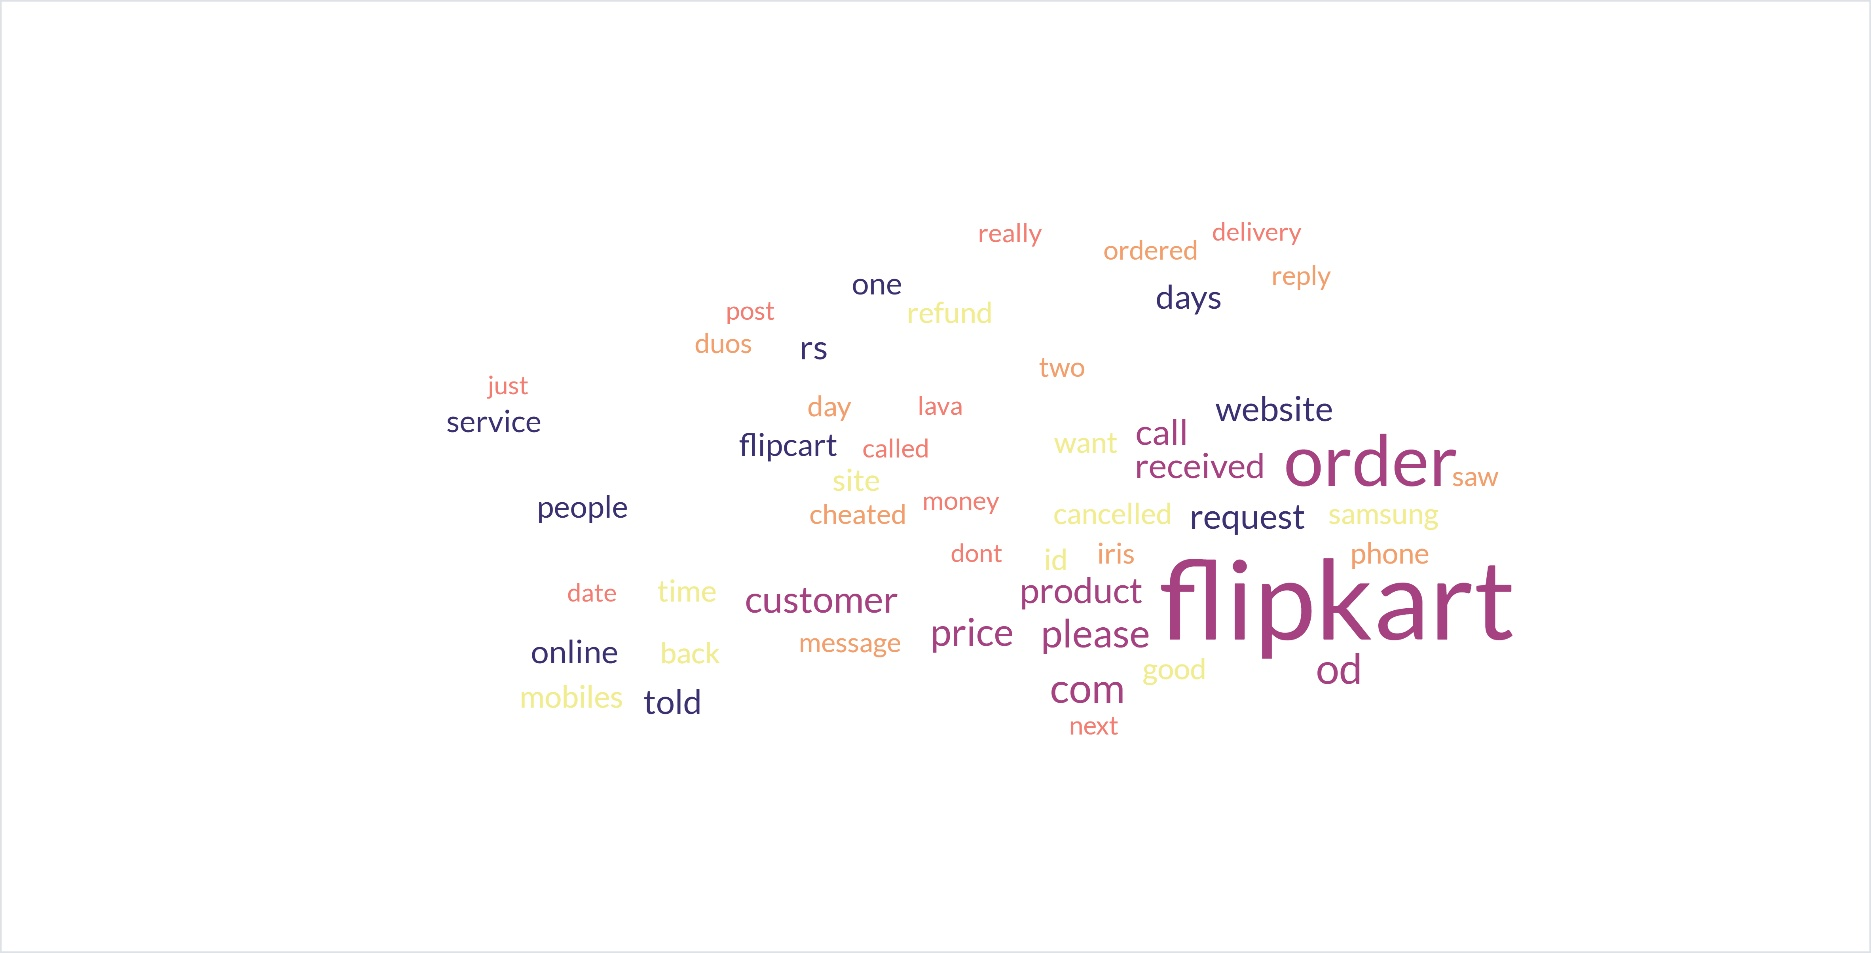 really
delivery
ordered
reply
one
days
post
refund
duos
rs
two
just
day
lava
website
service
flipcart
called
want
call
received
order
saw
site
people
cheated
money
cancelled
request
samsung
dont
id
iris
phone
date
time
customer
product
flipkart
online
back
message
price
please
good
od
mobiles
told
com
next